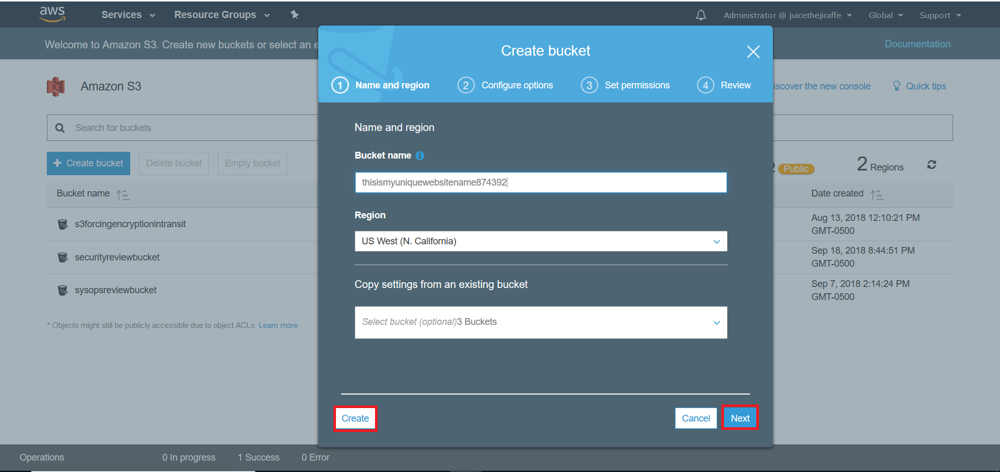 aws
Services
Resource Groups
Administrator @ juicethejiraffe
Global
Support
Welcome to Amazon S3. Create new buckets or select an e
Documentation
Create bucket
1 Name and region
2 Configure options
3 Set permissions
4 Review
Amazon S3
iscover the new console
Quick tips
Search for buckets
Name and region
Bucket name
thisismyuniquewebsitename874392
Region
US West (N. California)
Copy settings from an existing bucket
Select bucket (optional)3 Buckets
Create
Cancel
Next
Create bucket
Delete bucket
Empty bucket
2 Public
2 Regions
Bucket name
Date created
s3forcingencryptionintransit
Aug 13, 2018 12:10:21 PM
GMT-0500
securityreviewbucket
Sep 18, 2018 8:44:51 PM
GMT-0500
sysopsreviewbucket
Sep 7, 2018 2:14:24 PM
GMT-0500
* Objects might still be publicly accessible due to object ACLs. Learn more
Operations
0 In progress
1 Success
0 Error